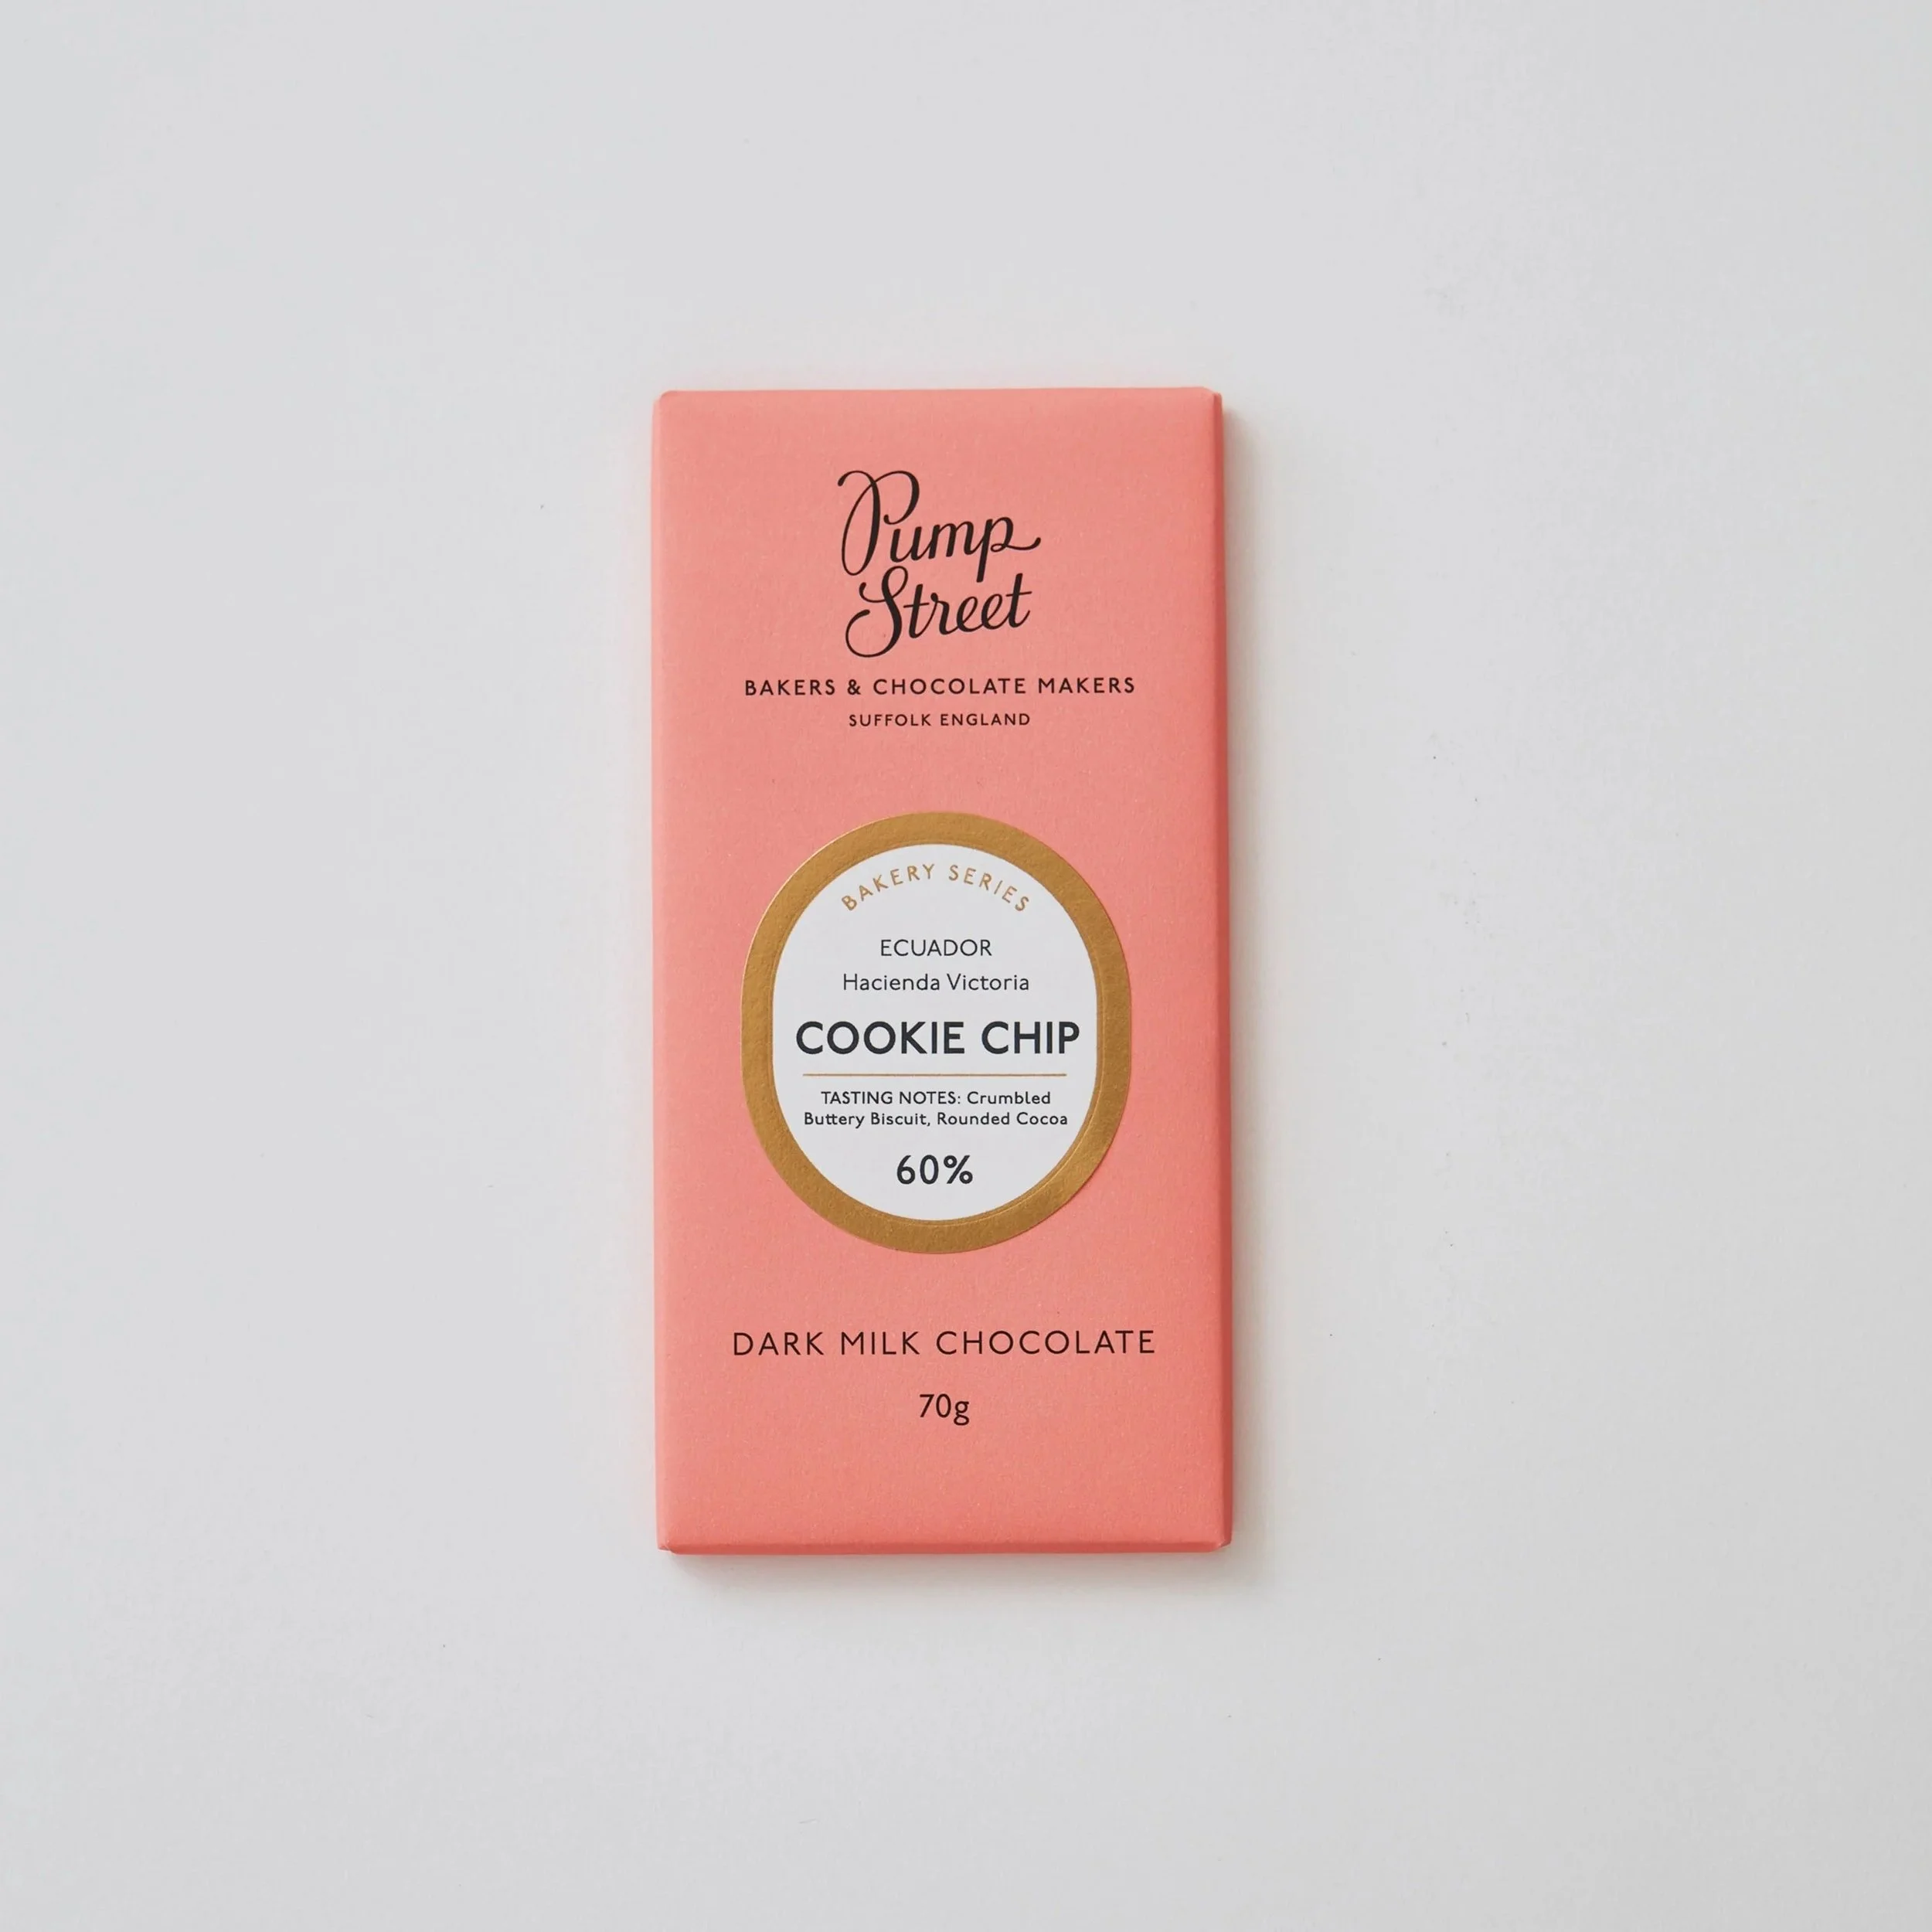 Pump
Street
BAKERS & CHOCOLATE MAKERS
SUFFOLK ENGLAND
BAKERY SERIES
ECUADOR
Hacienda Victoria
COOKIE CHIP
TASTING NOTES: Crumbled
Buttery Biscuit, Rounded Cocoa
60%
DARK MILK CHOCOLATE
70g